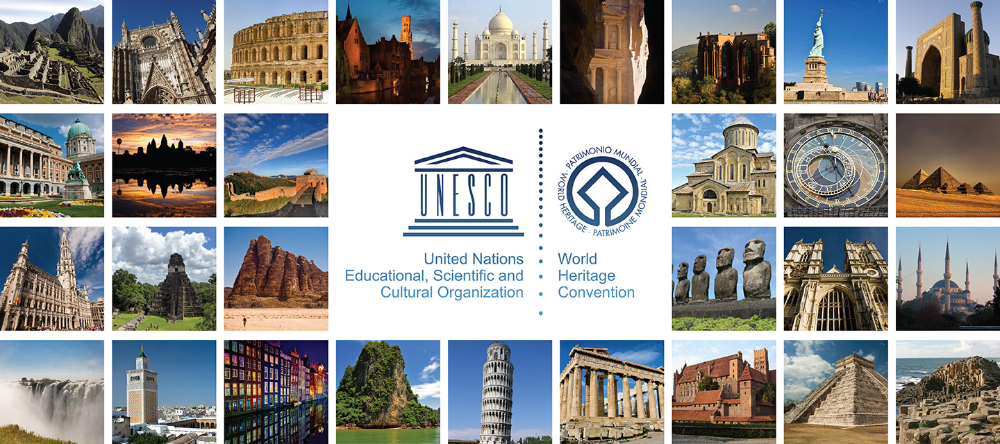 UNESCO
United Nations
Educational, Scientific and
Cultural Organization
WORLD HERITAGE · PATRIMONIO MUNDIAL · PATRIMOINE MONDIAL ·
World
Heritage
Convention